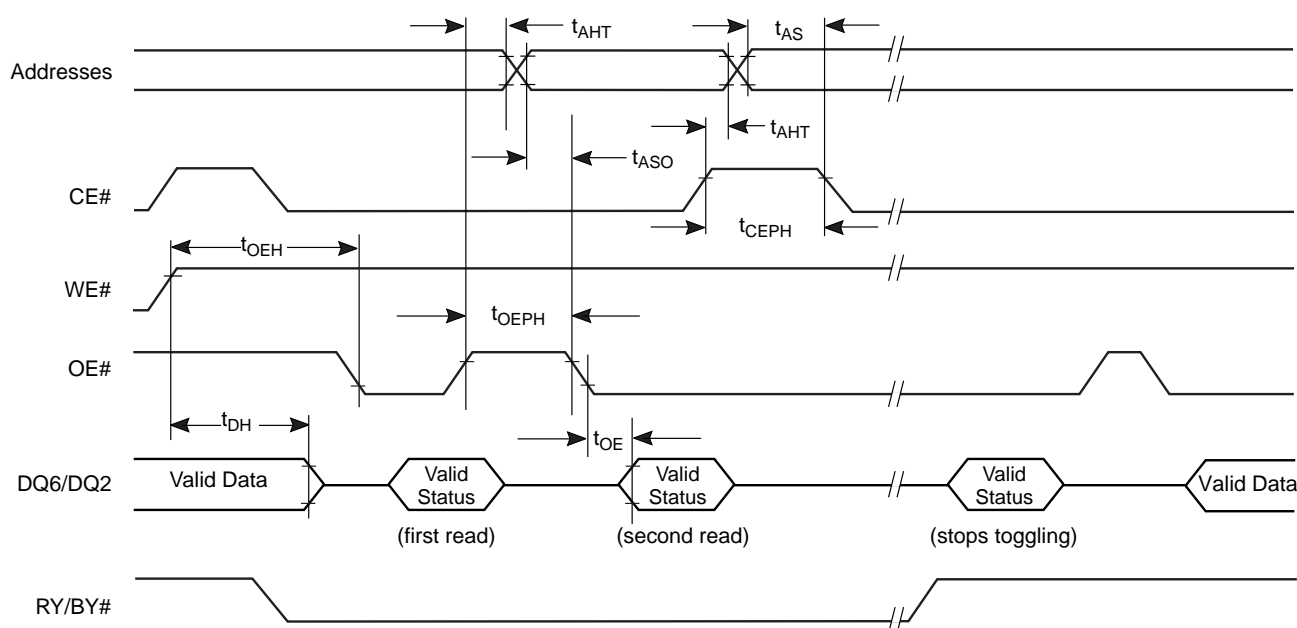 tAHT
tAS
Addresses
tAHT
tASO
CE#
tCEPH
tOEH
WE#
tOEPH
OE#
tDH
tOE
DQ6/DQ2
Valid Data
Valid
Status
Valid
Status
Valid
Status
Valid Data
(first read)
(second read)
(stops toggling)
RY/BY#